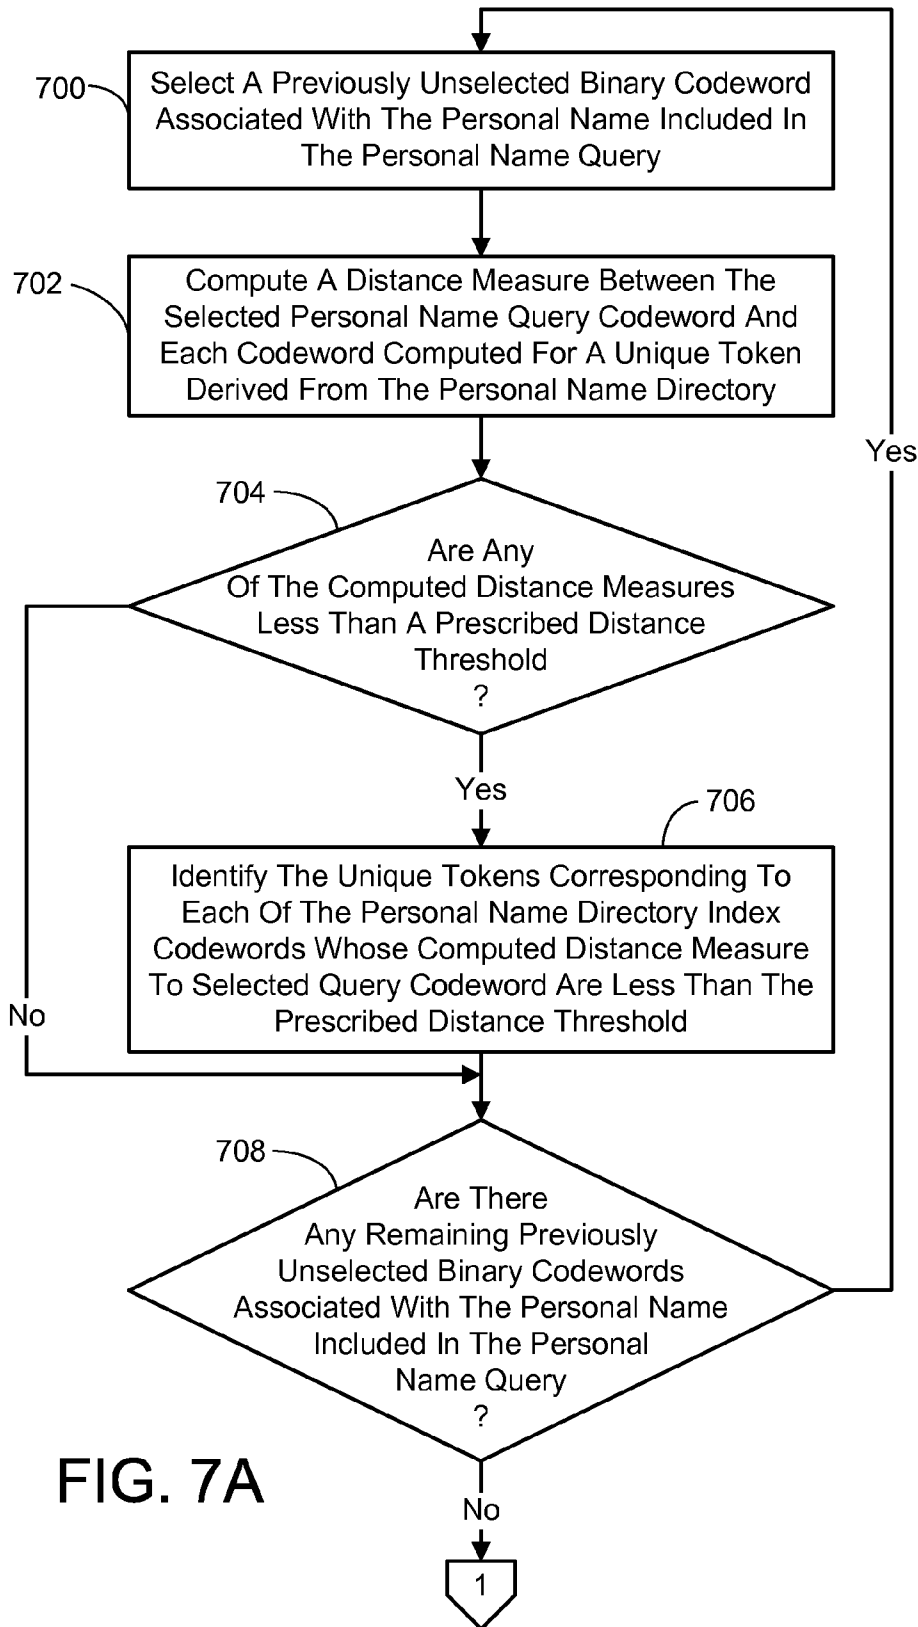 700
Select A Previously Unselected Binary Codeword
Associated With The Personal Name Included In
The Personal Name Query
702
Compute A Distance Measure Between The
Selected Personal Name Query Codeword And
Each Codeword Computed For A Unique Token
Derived From The Personal Name Directory
Yes
704
Are Any
Of The Computed Distance Measures
Less Than A Prescribed Distance
Threshold
?
Yes
706
Identify The Unique Tokens Corresponding To
Each Of The Personal Name Directory Index
Codewords Whose Computed Distance Measure
To Selected Query Codeword Are Less Than The
Prescribed Distance Threshold
No
708
Are There
Any Remaining Previously
Unselected Binary Codewords
Associated With The Personal Name
Included In The Personal
Name Query
?
FIG. 7A
No
1